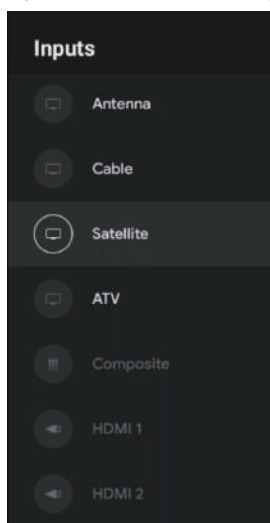 Inputs
Antenna
Cable
Satellite
ATV
Composite
HDMI 1
HDMI 2